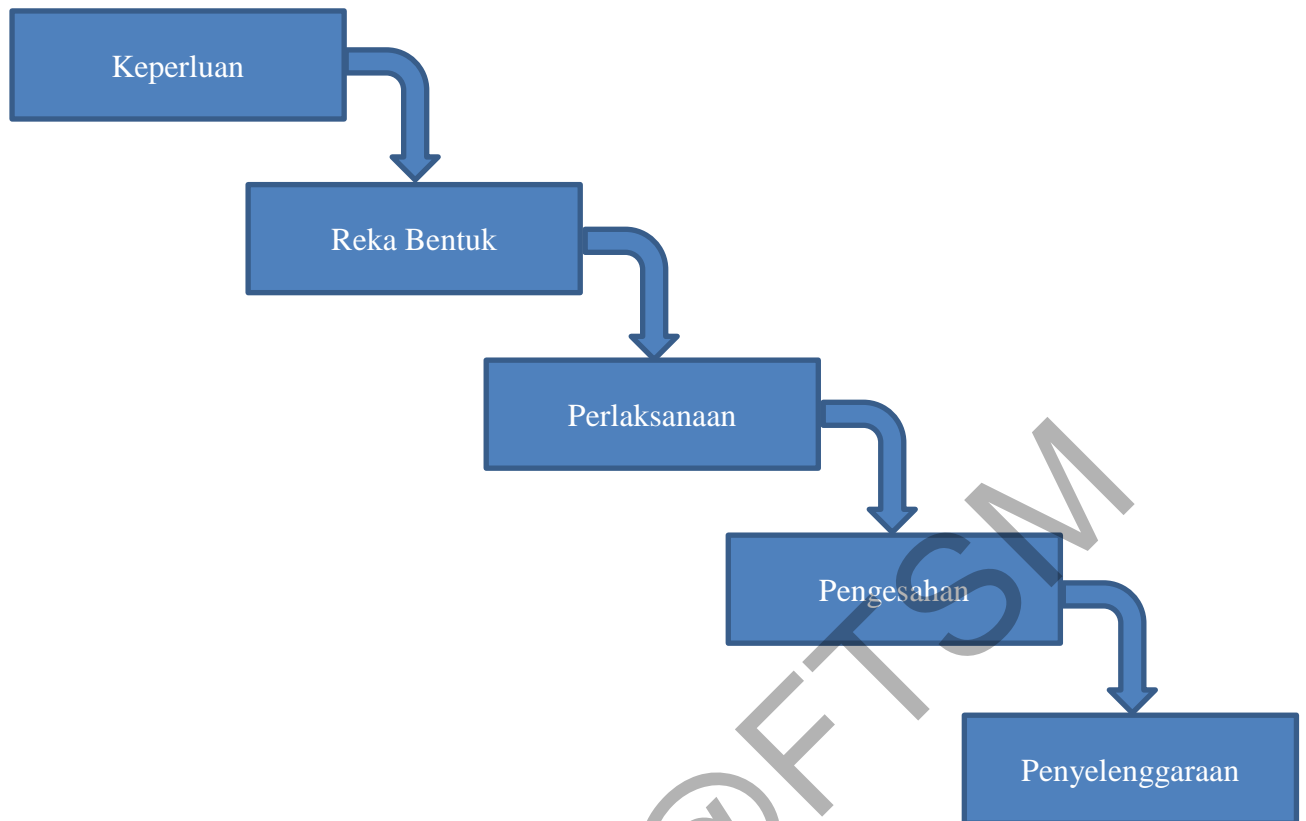 Keperluan
Reka Bentuk
Perlaksanaan
Pengesahan
Penyelenggaraan
@FTSM